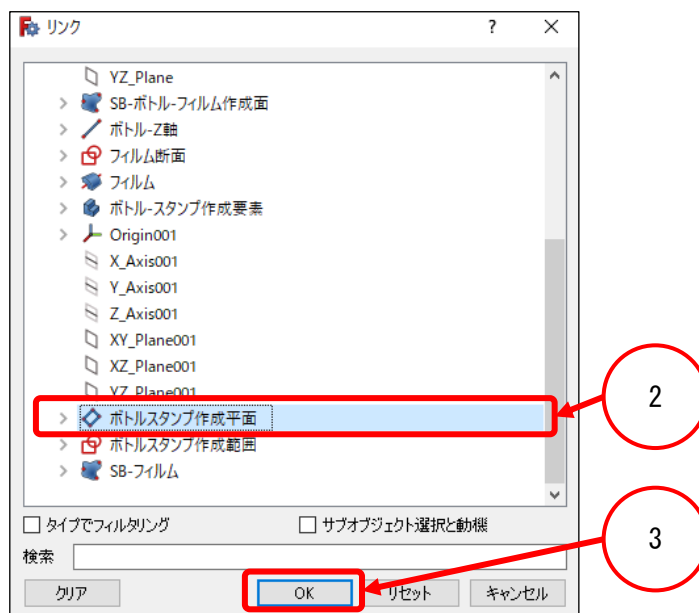 リンク
?
YZ_Plane
SB-ボトル-フィルム作成面
ボトル-Z軸
フィルム断面
フィルム
ボトル-スタンプ作成要素
Origin001
X_Axis001
Y_Axis001
Z_Axis001
XY_Plane001
XZ_Plane001
YZ_Plane001
ボトルスタンプ作成平面
2
ボトルスタンプ作成範囲
SB-フィルム
タイプでフィルタリング サブオブジェクト選択と動機
検索
3
クリア OK リセット キャンセル